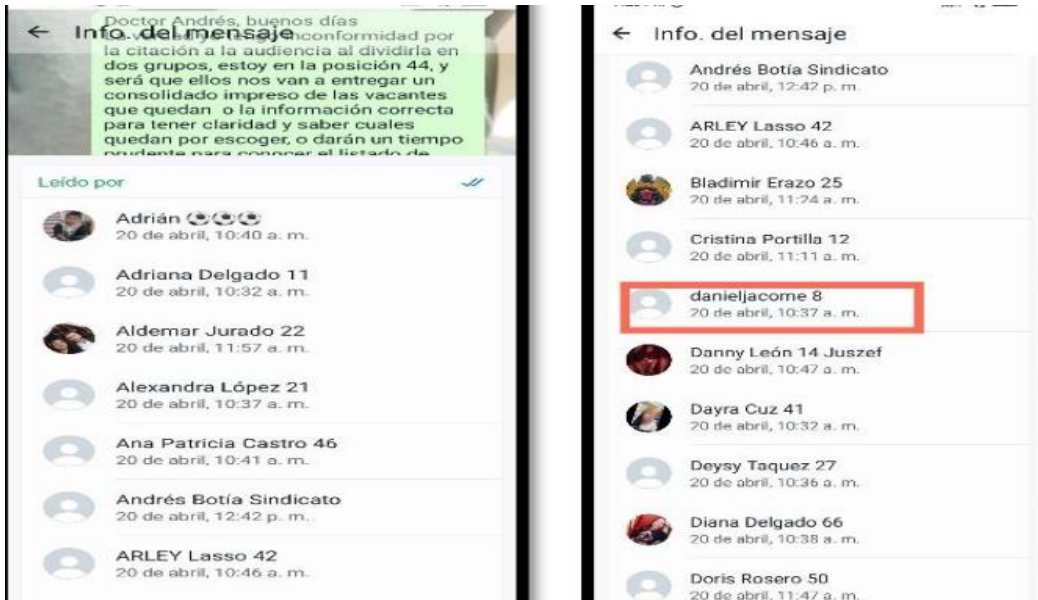 Doctor Andrés, buenos días
← Info. del mensaje
inconformidad por
la citación a la audiencia al dividirla en
dos grupos, estoy en la posición 44, y
será que ellos nos van a entregar un
consolidado impreso de las vacantes
que quedan o la información correcta
para tener claridad y saber cuales
quedan por escoger, o darán un tiempo
prudente para conocer el listado de
Leído por
Adrián ⚽⚽⚽
20 de abril, 10:40 a. m.
Adriana Delgado 11
20 de abril, 10:32 a. m.
Aldemar Jurado 22
20 de abril, 11:57 a. m.
Alexandra López 21
20 de abril, 10:37 a. m.
Ana Patricia Castro 46
20 de abril, 10:41 a. m.
Andrés Botía Sindicato
20 de abril, 12:42 p. m.
ARLEY Lasso 42
20 de abril, 10:46 a. m.
← Info. del mensaje
Andrés Botía Sindicato
20 de abril, 12:42 p. m.
ARLEY Lasso 42
20 de abril, 10:46 a. m.
Bladimir Erazo 25
20 de abril, 11:24 a. m.
Cristina Portilla 12
20 de abril, 11:11 a. m.
danieljacome 8
20 de abril, 10:37 a. m.
Danny León 14 Juszef
20 de abril, 10:47 a. m.
Dayra Cuz 41
20 de abril, 10:32 a. m.
Deysy Taquez 27
20 de abril, 10:36 a. m.
Diana Delgado 66
20 de abril, 10:38 a. m.
Doris Rosero 50
20 de abril, 11:47 a. m.